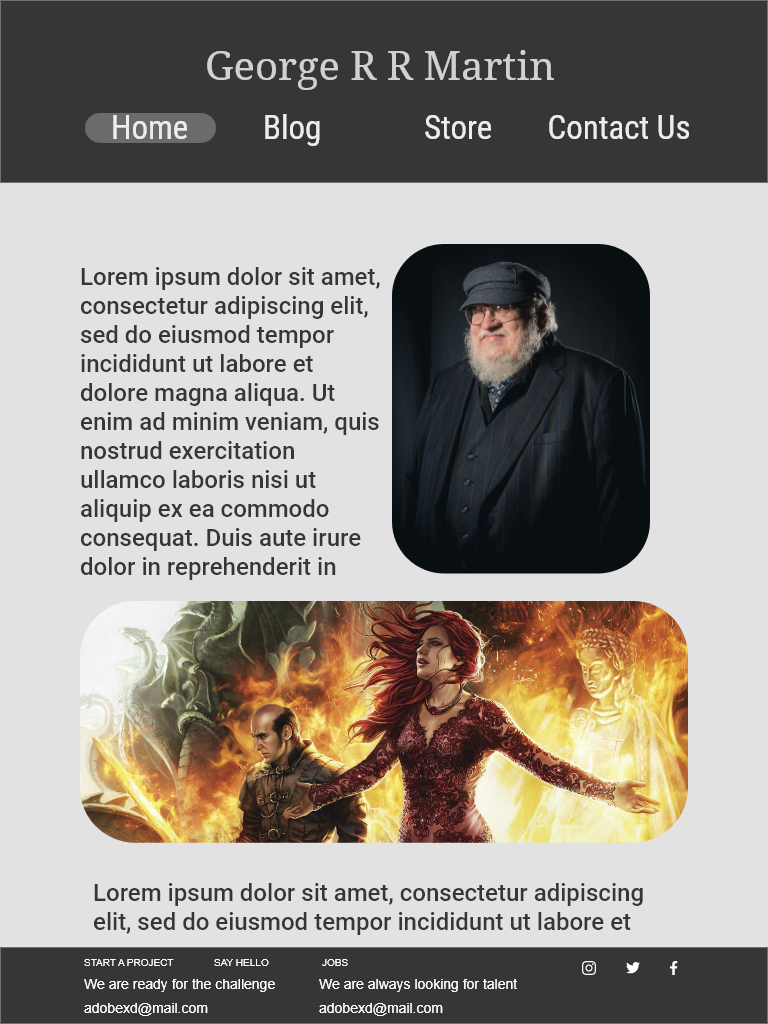 George R R Martin
Home Blog Store Contact Us
Lorem ipsum dolor sit amet,
consectetur adipiscing elit,
sed do eiusmod tempor
incididunt ut labore et
dolore magna aliqua. Ut
enim ad minim veniam, quis
nostrud exercitation
ullamco laboris nisi ut
aliquip ex ea commodo
consequat. Duis aute irure
dolor in reprehenderit in
Lorem ipsum dolor sit amet, consectetur adipiscing
elit, sed do eiusmod tempor incididunt ut labore et
START A PROJECT SAY HELLO JOBS
We are ready for the challenge We are always looking for talent
adobexd@mail.com adobexd@mail.com